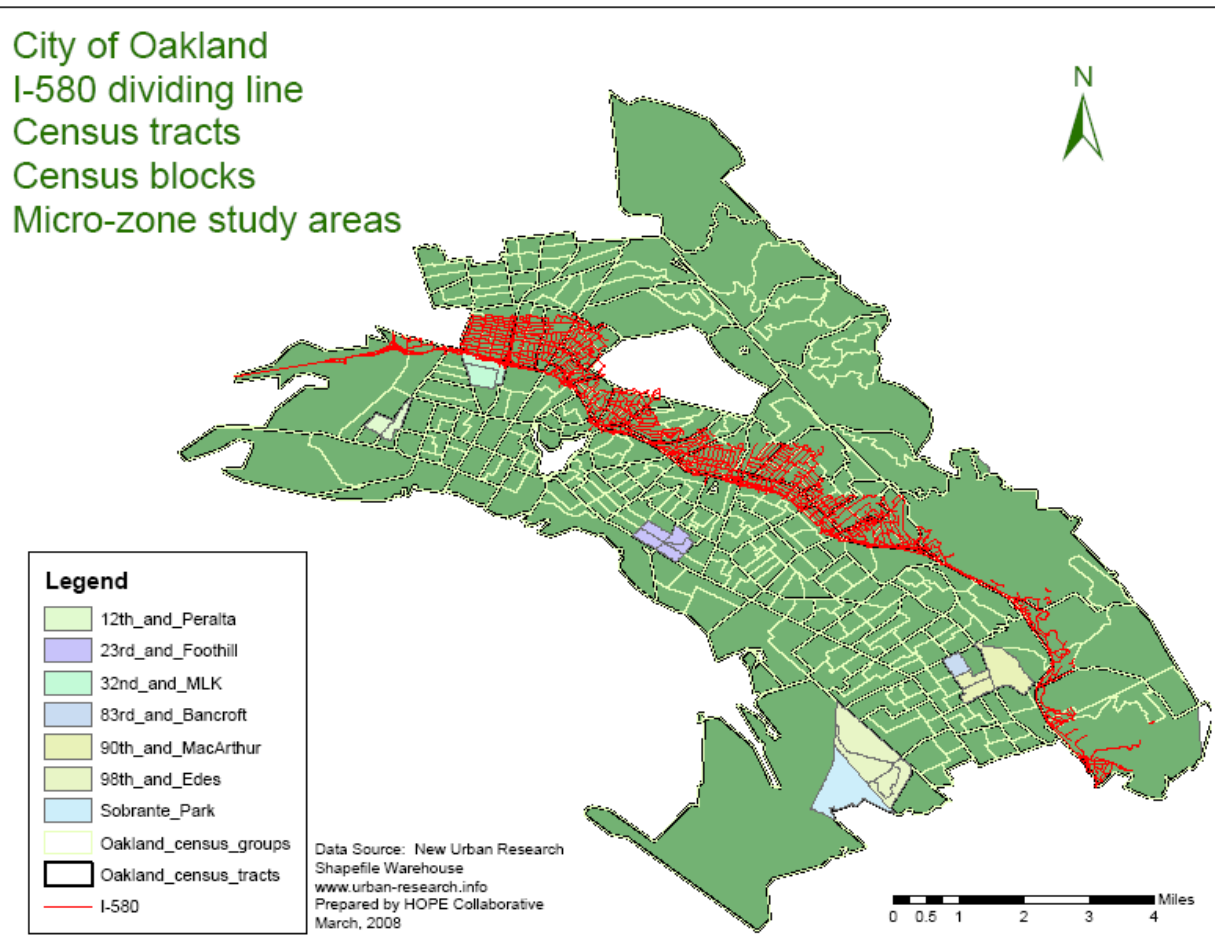 City of Oakland
I-580 dividing line
Census tracts
Census blocks
Micro-zone study areas
N
Legend
12th_and_Peralta
23rd_and_Foothill
32nd_and_MLK
83rd_and_Bancroft
90th_and_MacArthur
98th_and_Edes
Sobrante_Park
Oakland_census_groups
Oakland_census_tracts
I-580
Data Source: New Urban Research
Shapefile Warehouse
www.urban-research.info
Prepared by HOPE Collaborative
March, 2008
Miles
0 0.5 1 2 3 4